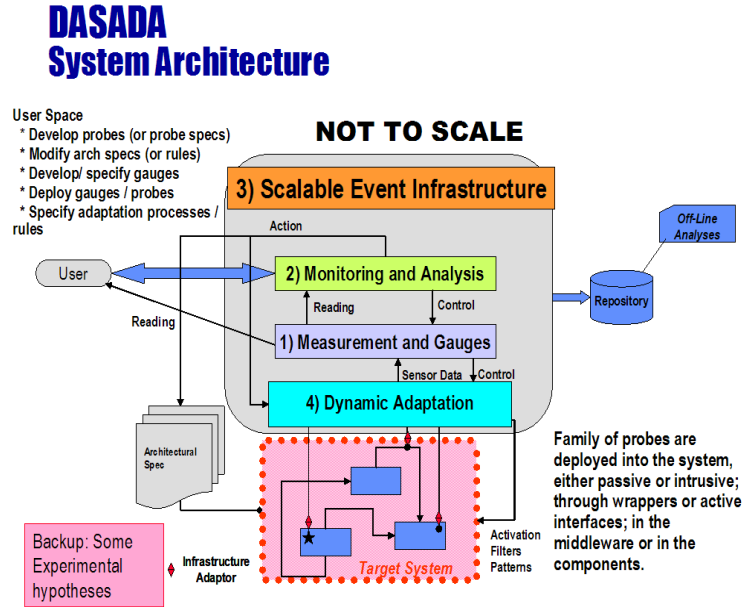 DASADA
System Architecture
User Space
* Develop probes (or probe specs)
* Modify arch specs (or rules)
* Develop/ specify gauges
* Deploy gauges / probes
* Specify adaptation processes /
rules
NOT TO SCALE
3) Scalable Event Infrastructure
Action
Off-Line
Analyses
User
2) Monitoring and Analysis
Repository
Reading
Control
Reading
1) Measurement and Gauges
Sensor Data
Control
4) Dynamic Adaptation
Architectural
Spec
Family of probes are
deployed into the system,
either passive or intrusive;
through wrappers or active
interfaces; in the
middleware or in the
components.
Activation
Filters
Patterns
Backup: Some
Experimental
hypotheses
Infrastructure
Adaptor
Target System